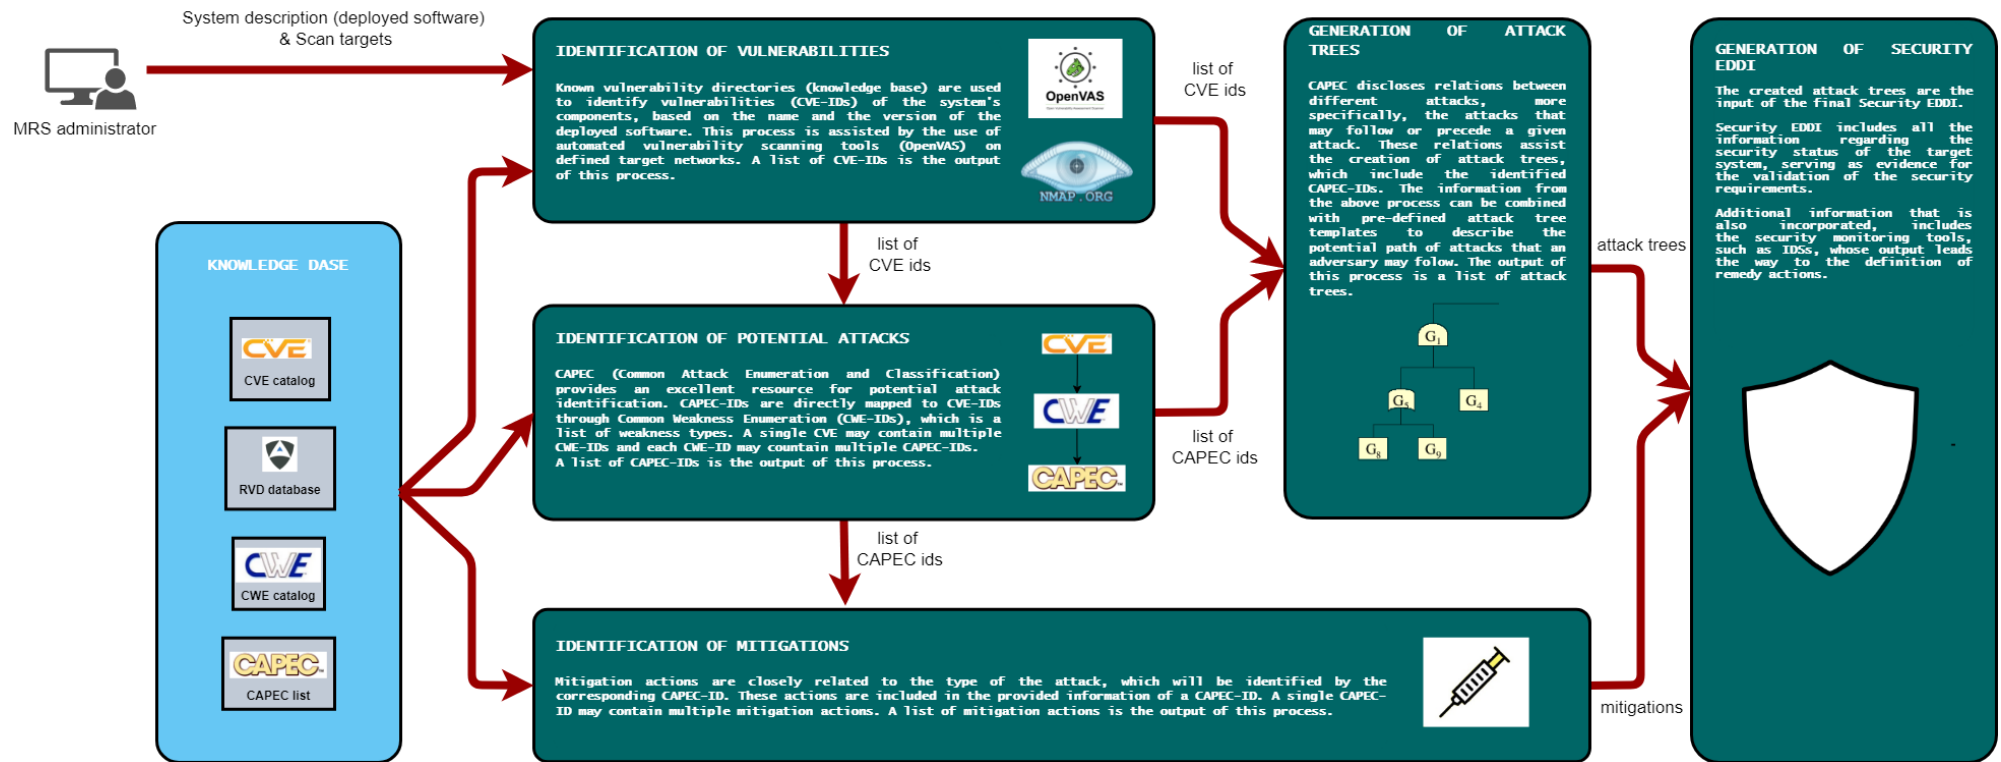 System description (deployed software)
& Scan targets
MRS administrator
KNOWLEDGE DASE
CVE
CVE catalog
RVD database
CWE
CWE catalog
CAPEC
CAPEC list
IDENTIFICATION OF VULNERABILITIES
Known vulnerability directories (knowledge base) are used
to identify vulnerabilities (CVE-IDs) of the system's
components, based on the name and the version of the
deployed software. This process is assisted by the use of
automated vulnerability scanning tools (OpenVAS) on
defined target networks. A list of CVE-IDs is the output
of this process.
OpenVAS
NMAP.ORG
list of
CVE ids
IDENTIFICATION OF POTENTIAL ATTACKS
CAPEC (Common Attack Enumeration and Classification)
provides an excellent resource for potential attack
identification. CAPEC-IDs are directly mapped to CVE-IDs
through Common Weakness Enumeration (CWE-IDs), which is a
list of weakness types. A single CVE may contain multiple
CWE-IDs and each CWE-ID may countain multiple CAPEC-IDs.
A list of CAPEC-IDs is the output of this process.
CVE
CWE
CAPEC
list of
CAPEC ids
IDENTIFICATION OF MITIGATIONS
Mitigation actions are closely related to the type of the attack, which will be identified by the
corresponding CAPEC-ID. These actions are included in the provided information of a CAPEC-ID. A single CAPEC-
ID may contain multiple mitigation actions. A list of mitigation actions is the output of this process.
list of
CVE ids
list of
CAPEC ids
GENERATION OF ATTACK
TREES
CAPEC discloses relations between
different attacks, more
specifically, the attacks that
may follow or precede a given
attack. These relations assist
the creation of attack trees,
which include the identified
CAPEC-IDs. The information from
the above process can be combined
with pre-defined attack tree
templates to describe the
potential path of attacks that an
adversary may folow. The output of
this process is a list of attack
trees.
G1
G5
G4
G8
G9
attack trees
mitigations
GENERATION OF SECURITY
EDDI
The created attack trees are the
input of the final Security EDDI.
Security EDDI includes all the
information regarding the
security status of the target
system, serving as evidence for
the validation of the security
requirements.
Additional information that is
also incorporated, includes
the security monitoring tools,
such as IDSs, whose output leads
the way to the definition of
remedy actions.